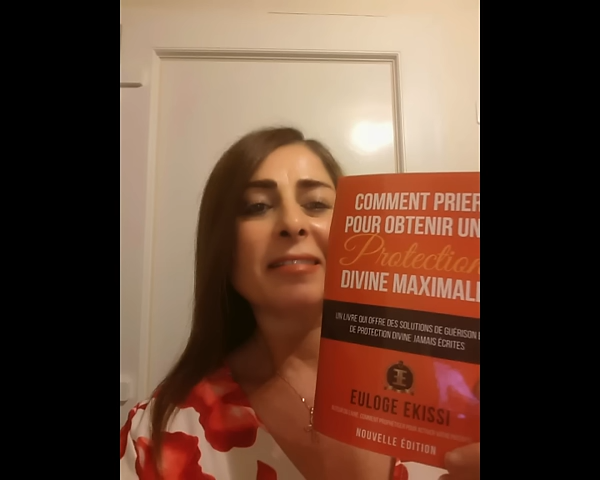 COMMENT PRIER
POUR OBTENIR UN
Protection
DIVINE MAXIMAL
UN LIVRE QUI OFFRE DES SOLUTIONS DE GUÉRISON
DE PROTECTION DIVINE JAMAIS ÉCRITES
EULOGE EKISSI
NOUVELLE ÉDITION